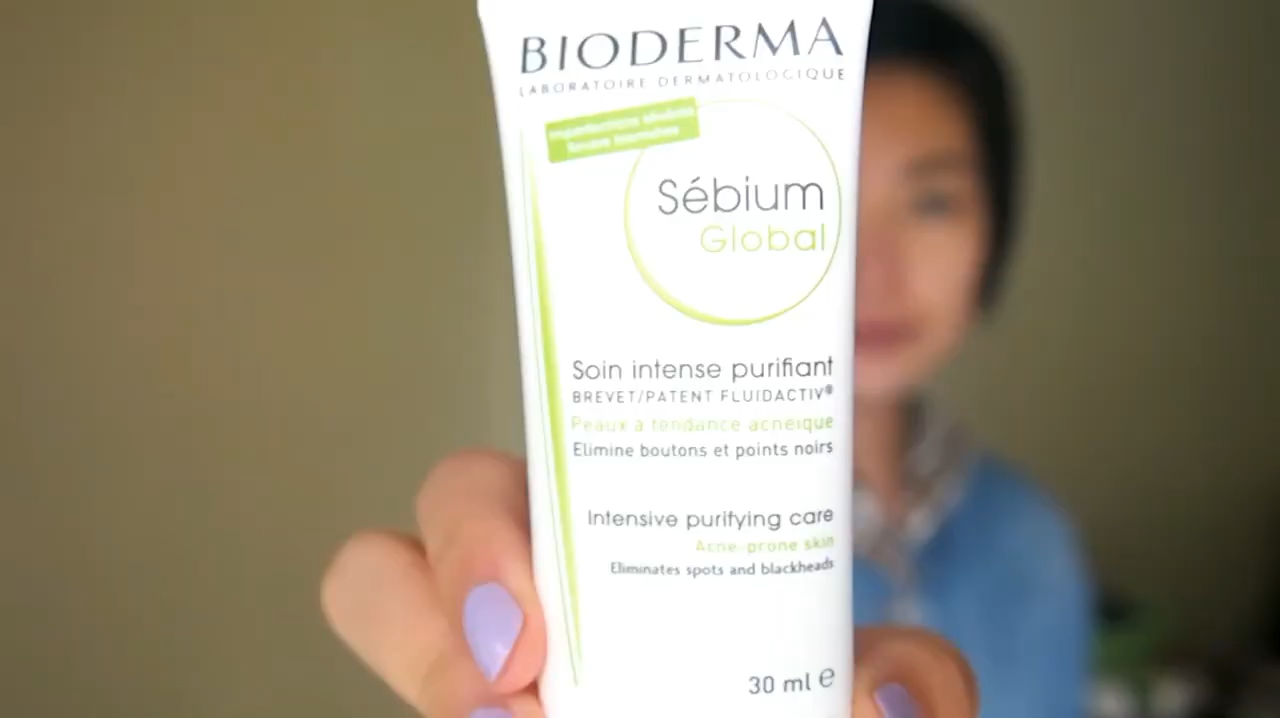 BIODERMA
LABORATOIRE DERMATOLOGIQUE
Sébium
Global
Soin intense purifiant
BREVET/PATENT FLUIDACTIV®
Peaux à tendance acnéique
Elimine boutons et points noirs
Intensive purifying care
Acne-prone skin
Eliminates spots and blackheads
30 ml e